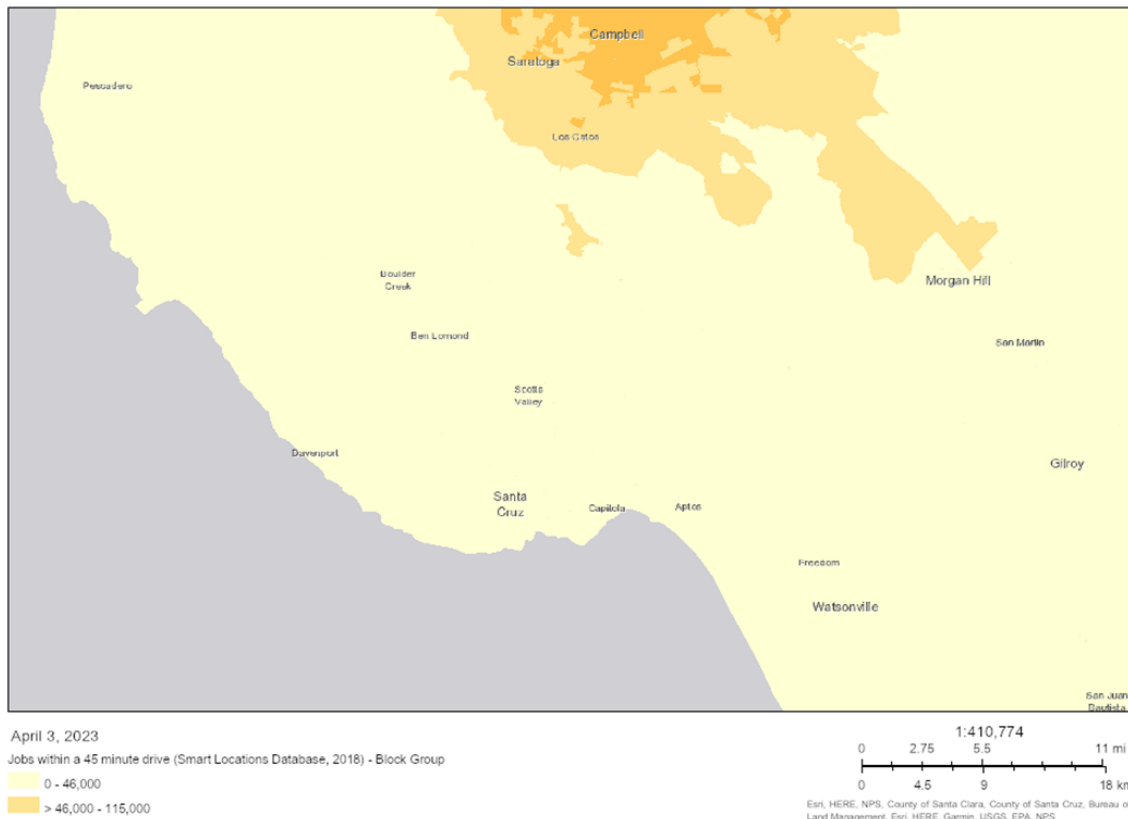 Campbell
Saratoga
Pescadero
Los Gatos
Boulder
Creek
Morgan Hill
Ben Lomond
San Martin
Scotts
Valley
Davenport
Gilroy
Santa
Cruz
Capitola
Aptos
Freedom
Watsonville
San Juan
Bautista
April 3, 2023
Jobs within a 45 minute drive (Smart Locations Database, 2018) - Block Group
0 - 46,000
> 46,000 - 115,000
1:410,774
0 2.75 5.5 11 mi
0 4.5 9 18 km
Esri, HERE, NPS, County of Santa Clara, County of Santa Cruz, Bureau of
Land Management, Esri, HERE, Garmin, USGS, EPA, NPS